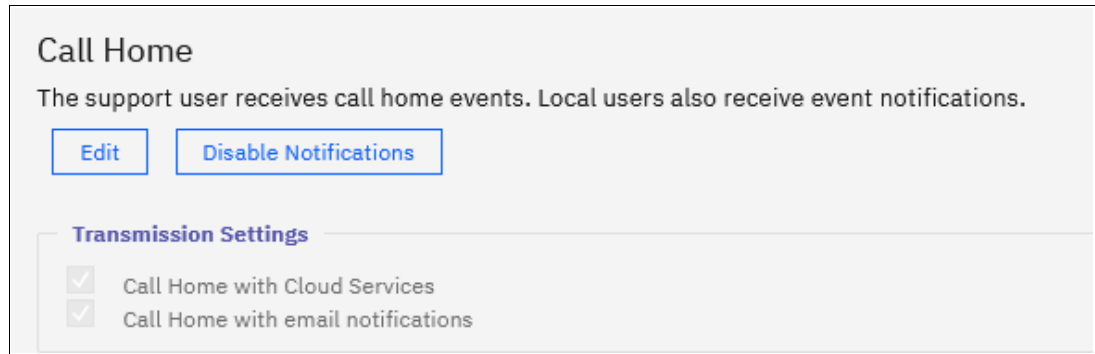 Call Home
The support user receives call home events. Local users also receive event notifications.
Edit Disable Notifications
Transmission Settings
Call Home with Cloud Services
Call Home with email notifications